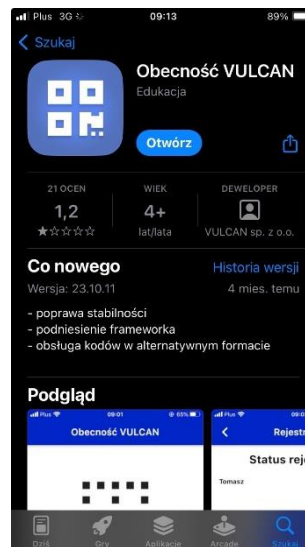 Plus 3G 09:13 89%
Szukaj
Obecność VULCAN
Edukacja
Otwórz
21 OCEN WIEK DEWELOPER
1,2 4+
lat/lata VULCAN sp. z o.o.
Co nowego Historia wersji
Wersja: 23.10.11 4 mies. temu
- poprawa stabilności
- podniesienie frameworka
- obsługa kodów w alternatywnym formacie
Podgląd
Plus 09:01 65%
Obecność VULCAN Rejestr
Status rej
Tomasz
Dziś Gry Aplikacje Arcade Szukaj